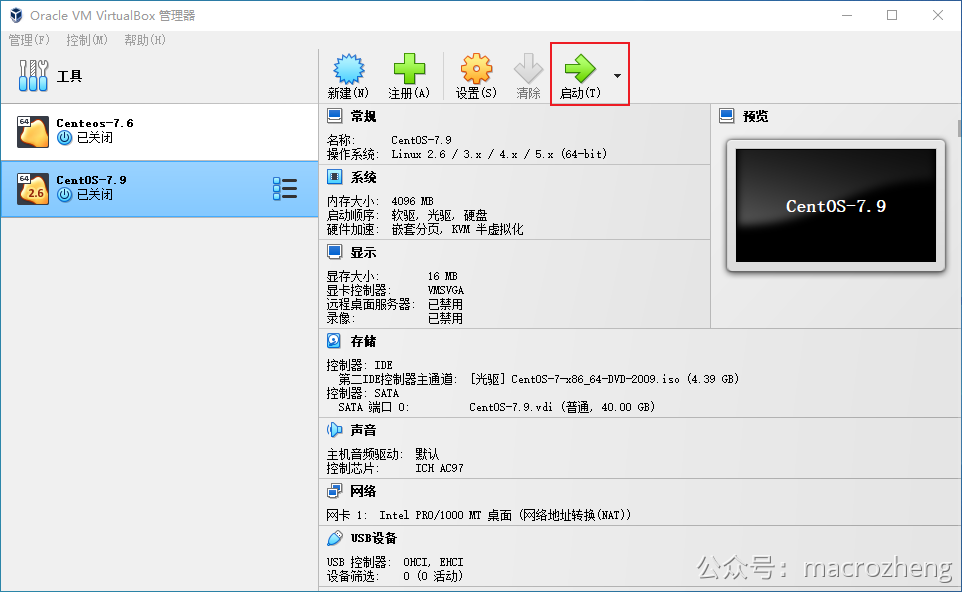 Oracle VM VirtualBox 管理器
管理(F) 控制(M) 帮助(H)
工具
新建(N) 注册(A) 设置(S) 清除 启动(T)
64
Centeos-7.6
已关闭
64
2.6
CentOS-7.9
已关闭
常规
名称: CentOS-7.9
操作系统: Linux 2.6 / 3.x / 4.x / 5.x (64-bit)
预览
CentOS-7.9
系统
内存大小: 4096 MB
启动顺序: 软驱, 光驱, 硬盘
硬件加速: 嵌套分页, KVM 半虚拟化
显示
显存大小: 16 MB
显卡控制器: VMSVGA
远程桌面服务器: 已禁用
录像: 已禁用
存储
控制器: IDE
第二IDE控制器主通道: [光驱] CentOS-7-x86_64-DVD-2009.iso (4.39 GB)
控制器: SATA
SATA 端口 0: CentOS-7.9.vdi (普通, 40.00 GB)
声音
主机音频驱动: 默认
控制芯片: ICH AC97
网络
网卡 1: Intel PRO/1000 MT 桌面 (网络地址转换(NAT))
USB设备
USB 控制器: OHCI, EHCI
设备筛选: 0 (0 活动)
公众号: macrozheng